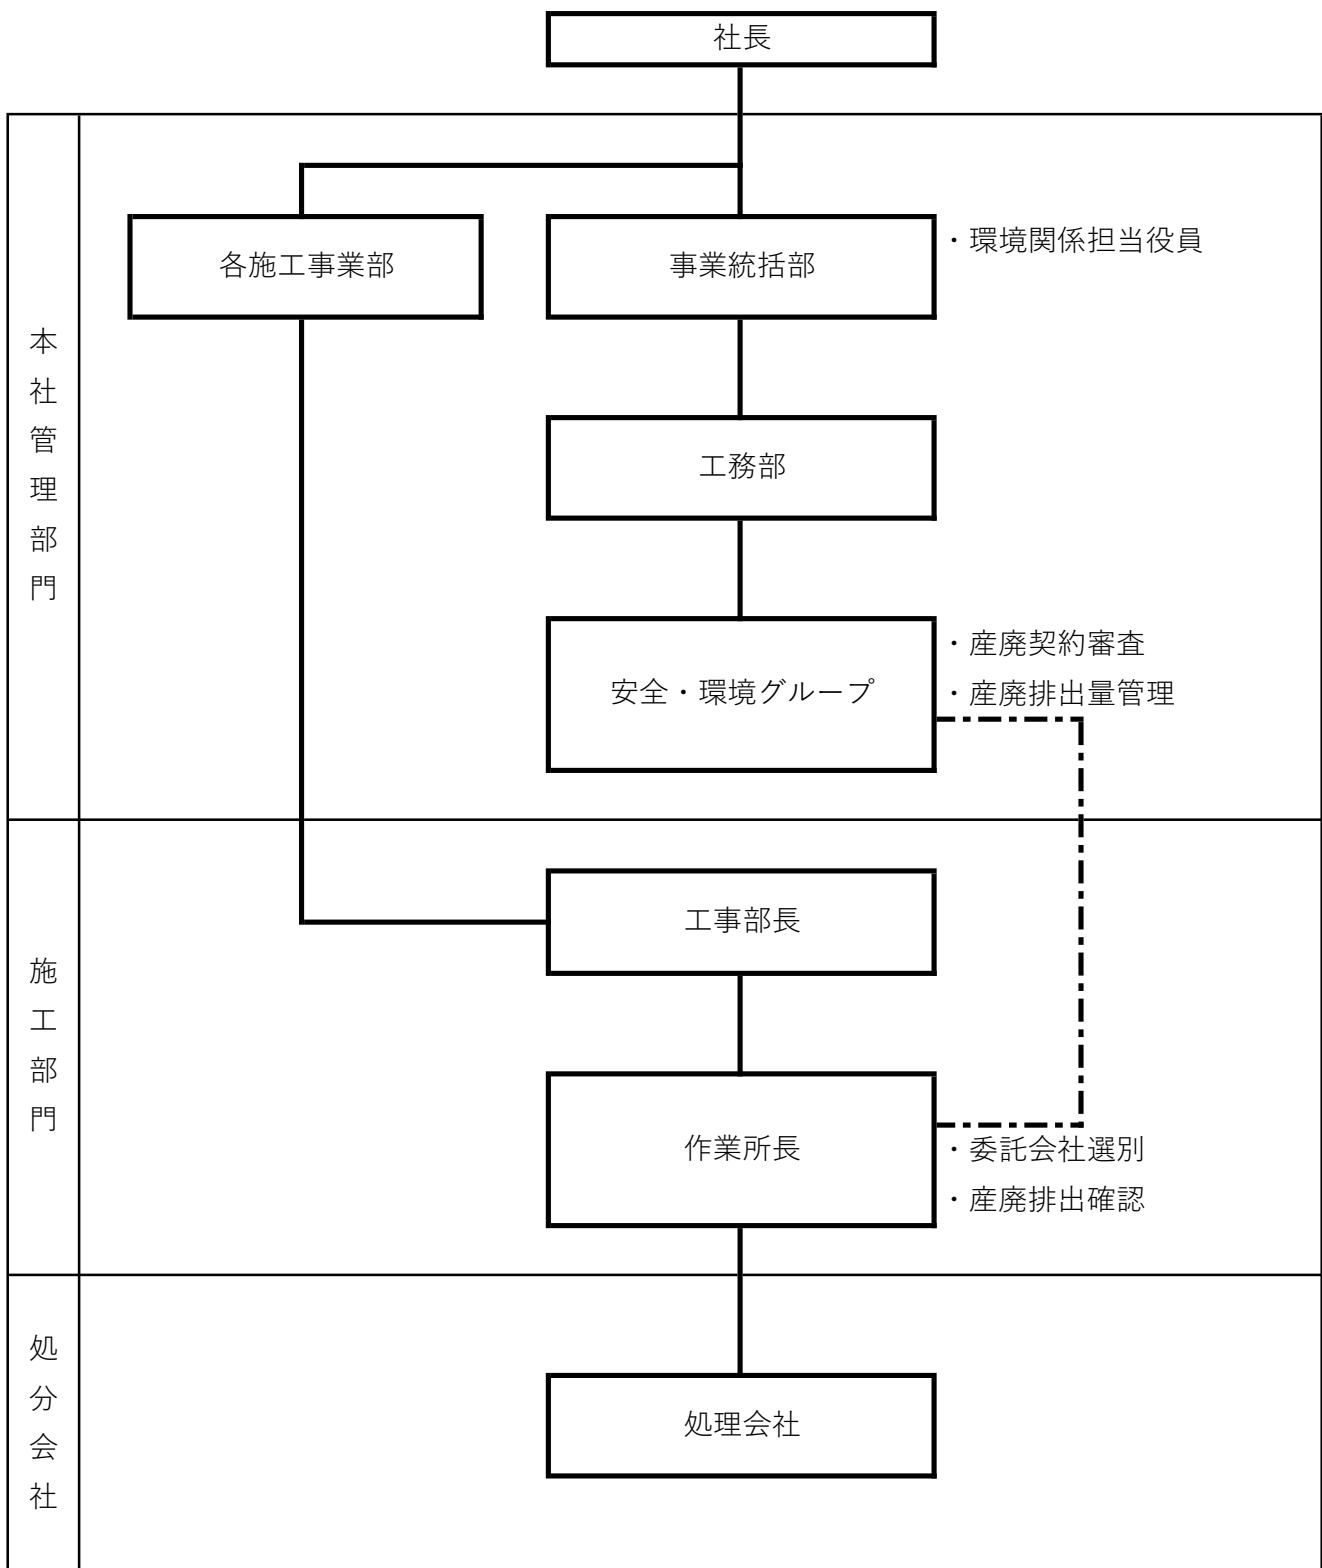 社長
本社管理部門
各施工事業部
事業統括部
・環境関係担当役員
工務部
安全・環境グループ
・産廃契約審査
・産廃排出量管理
施工部門
工事部長
作業所長
・委託会社選別
・産廃排出確認
処分会社
処理会社